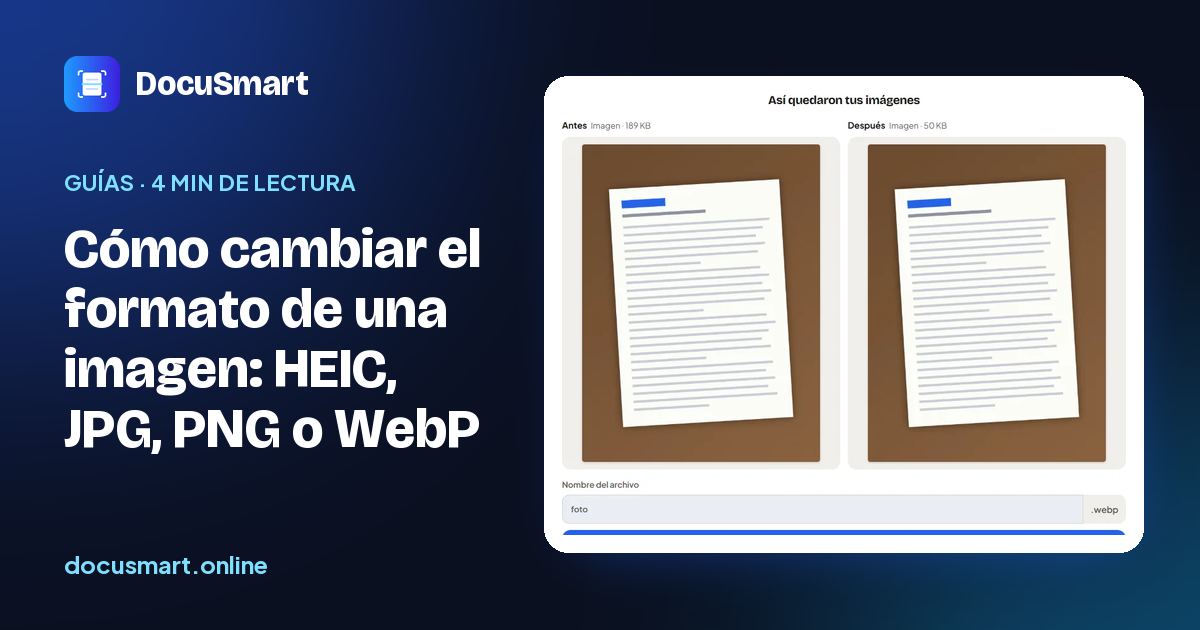 DocuSmart
GUÍAS · 4 MIN DE LECTURA
Cómo cambiar el
formato de una
imagen: HEIC,
JPG, PNG o WebP
docusmart.online
Así quedaron tus imágenes
Antes Imagen · 189 KB
Después Imagen · 50 KB
Nombre del archivo
foto
.webp